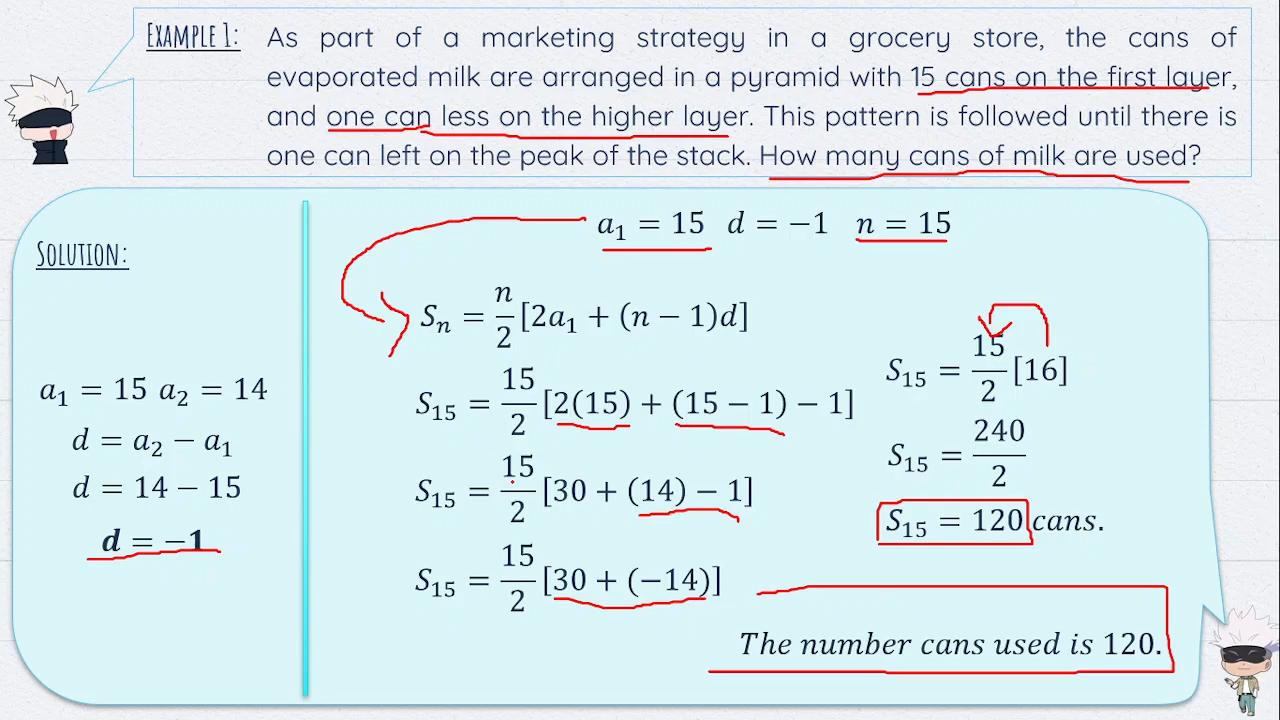 EXAMPLE 1: As part of a marketing strategy in a grocery store, the cans of
evaporated milk are arranged in a pyramid with 15 cans on the first layer,
and one can less on the higher layer. This pattern is followed until there is
one can left on the peak of the stack. How many cans of milk are used?
SOLUTION:
a₁ = 15 a₂ = 14
d = a₂ − a₁
d = 14 − 15
d = −1
a₁ = 15 d = −1 n = 15
Sₙ = n/2 [2a₁ + (n − 1)d]
S₁₅ = 15/2 [2(15) + (15 − 1) − 1]
S₁₅ = 15/2 [30 + (14) − 1]
S₁₅ = 15/2 [30 + (−14)]
S₁₅ = 15/2 [16]
S₁₅ = 240/2
S₁₅ = 120 cans.
The number cans used is 120.